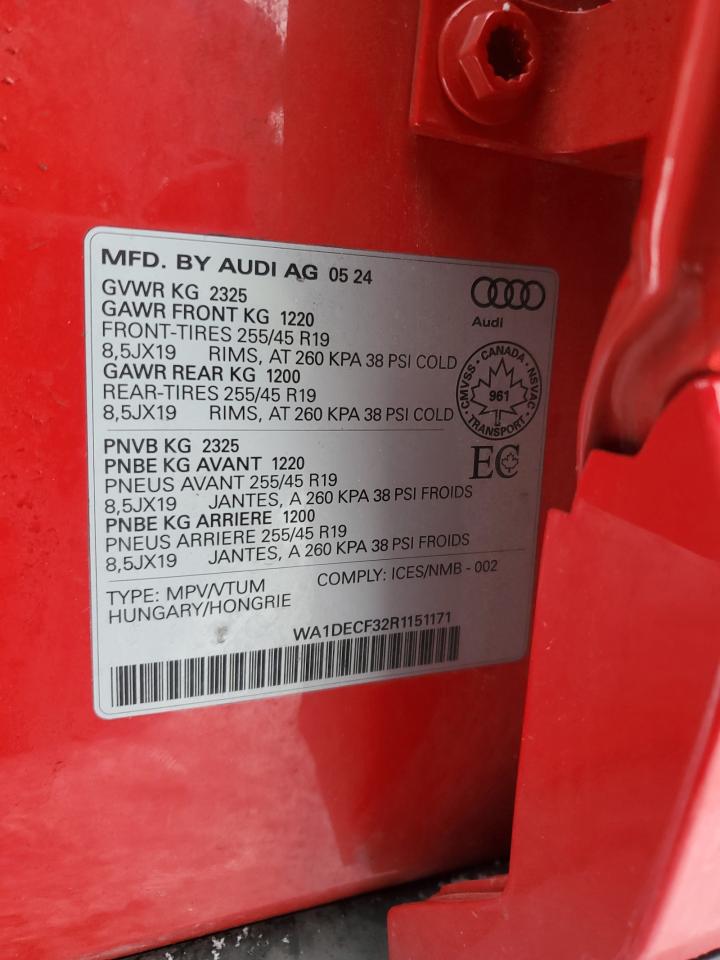 MFD. BY AUDI AG 05 24
GVWR KG 2325
GAWR FRONT KG 1220
FRONT-TIRES 255/45 R19
8,5JX19 RIMS, AT 260 KPA 38 PSI COLD
GAWR REAR KG 1200
REAR-TIRES 255/45 R19
8,5JX19 RIMS, AT 260 KPA 38 PSI COLD
Audi
CMVSS · CANADA · NSVAC · TRANSPORT ·
961
PNVB KG 2325
PNBE KG AVANT 1220
PNEUS AVANT 255/45 R19
8,5JX19 JANTES, A 260 KPA 38 PSI FROIDS
PNBE KG ARRIERE 1200
PNEUS ARRIERE 255/45 R19
8,5JX19 JANTES, A 260 KPA 38 PSI FROIDS
EC
TYPE: MPV/VTUM COMPLY: ICES/NMB - 002
HUNGARY/HONGRIE
WA1DECF32R1151171